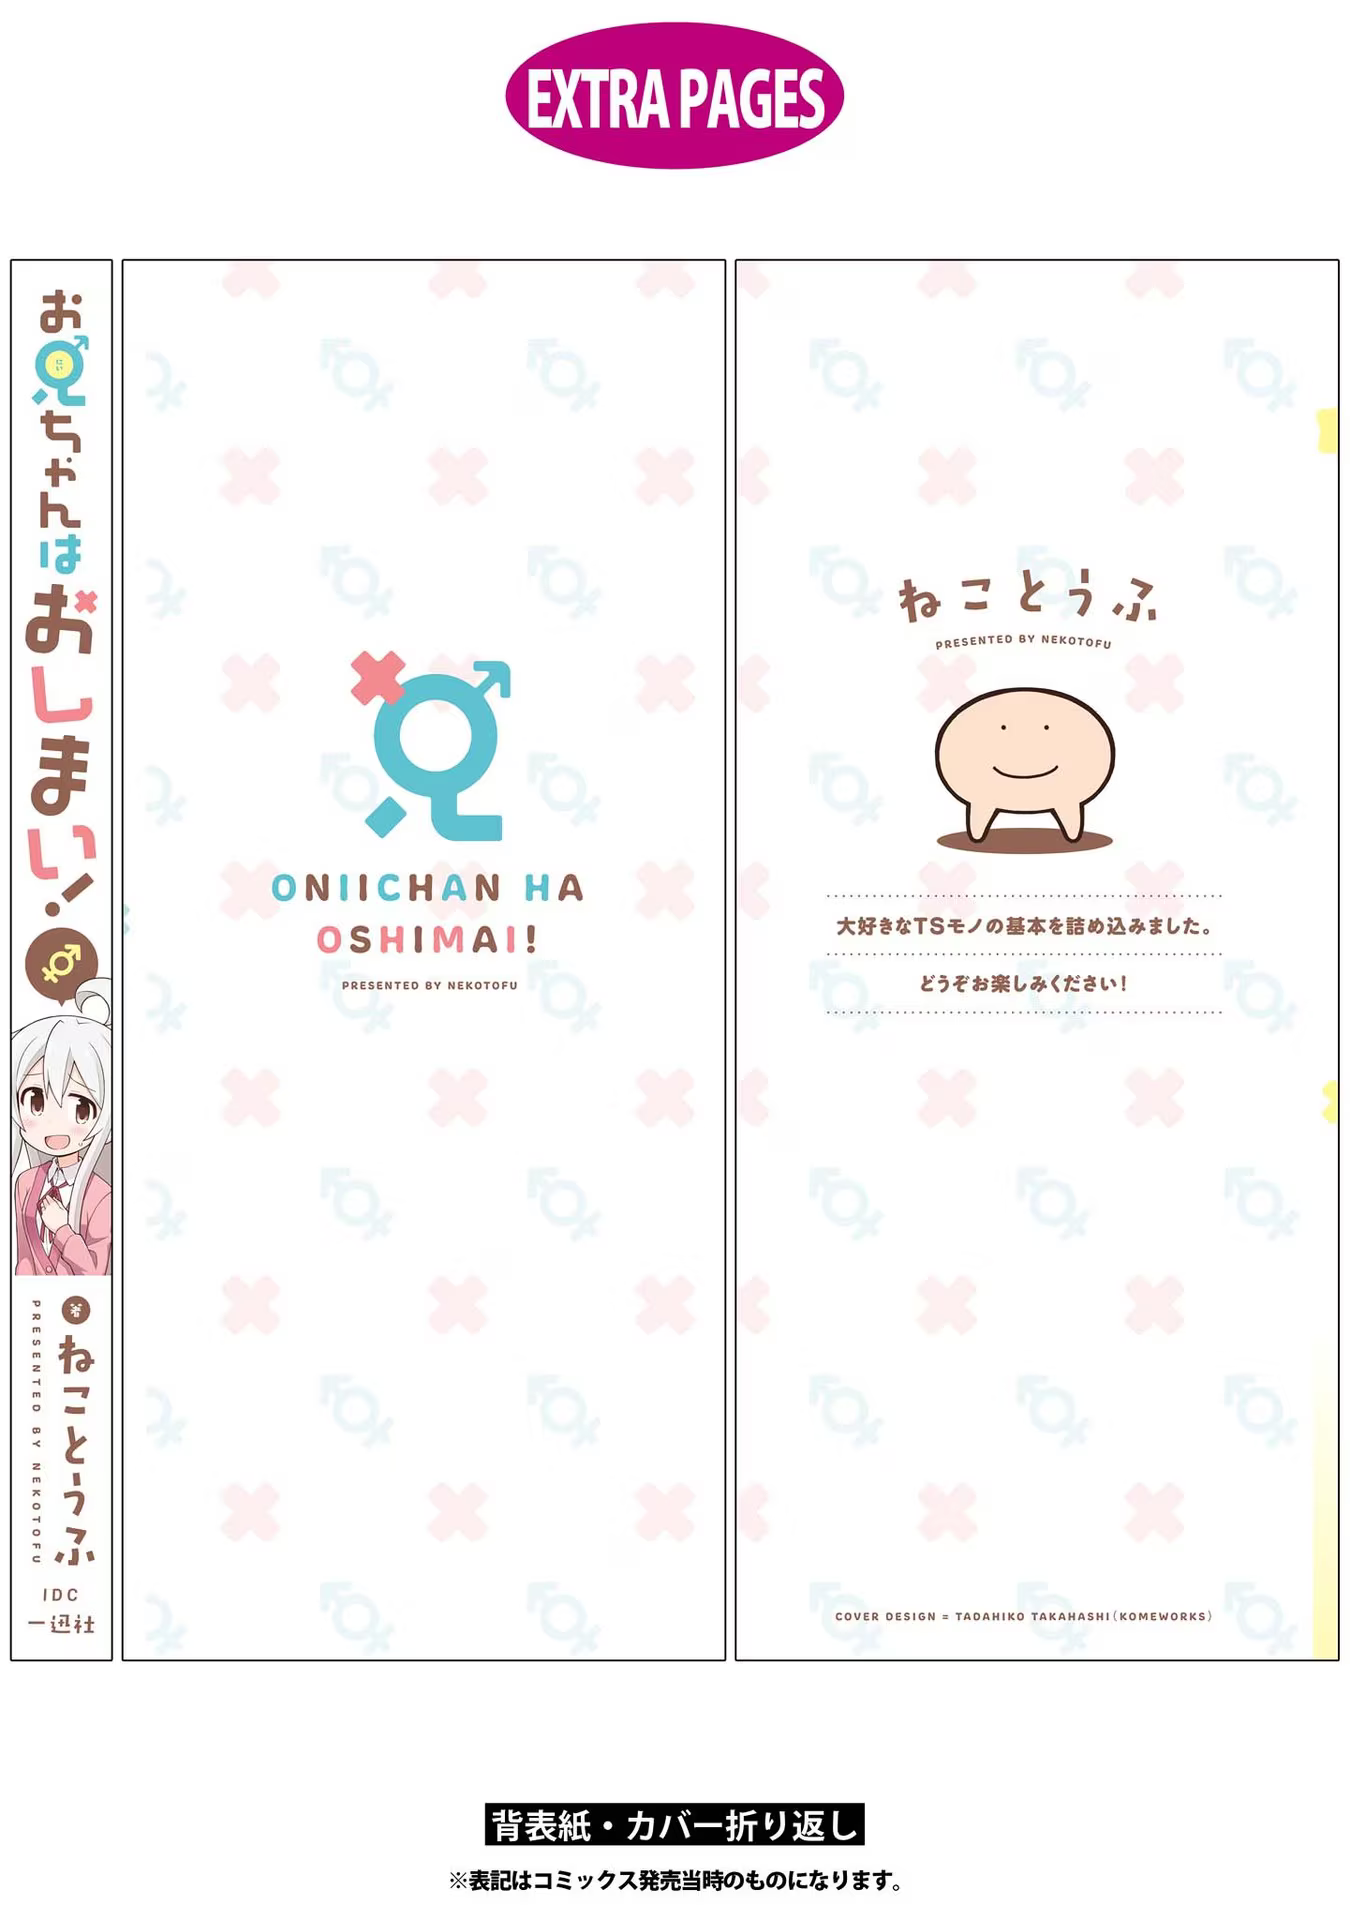 EXTRA PAGES
お兄ちゃんはおしまい!
にい
著
ねことうふ
PRESENTED BY NEKOTOFU
IDC
一迅社
兄
ONIICHAN HA
OSHIMAI!
PRESENTED BY NEKOTOFU
ねことうふ
PRESENTED BY NEKOTOFU
大好きなTSモノの基本を詰め込みました。
どうぞお楽しみください!
COVER DESIGN = TADAHIKO TAKAHASHI(KOMEWORKS)
背表紙・カバー折り返し
※表記はコミックス発売当時のものになります。